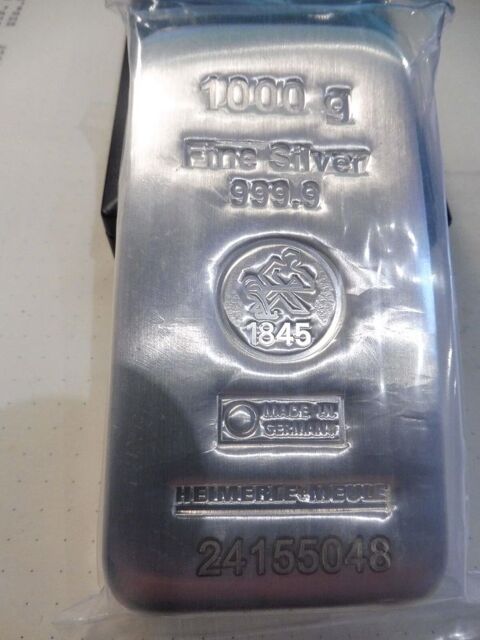 1000 g
Fine Silver
999.9
1845
MADE IN
GERMANY
HEIMERLE+MEULE
24155048